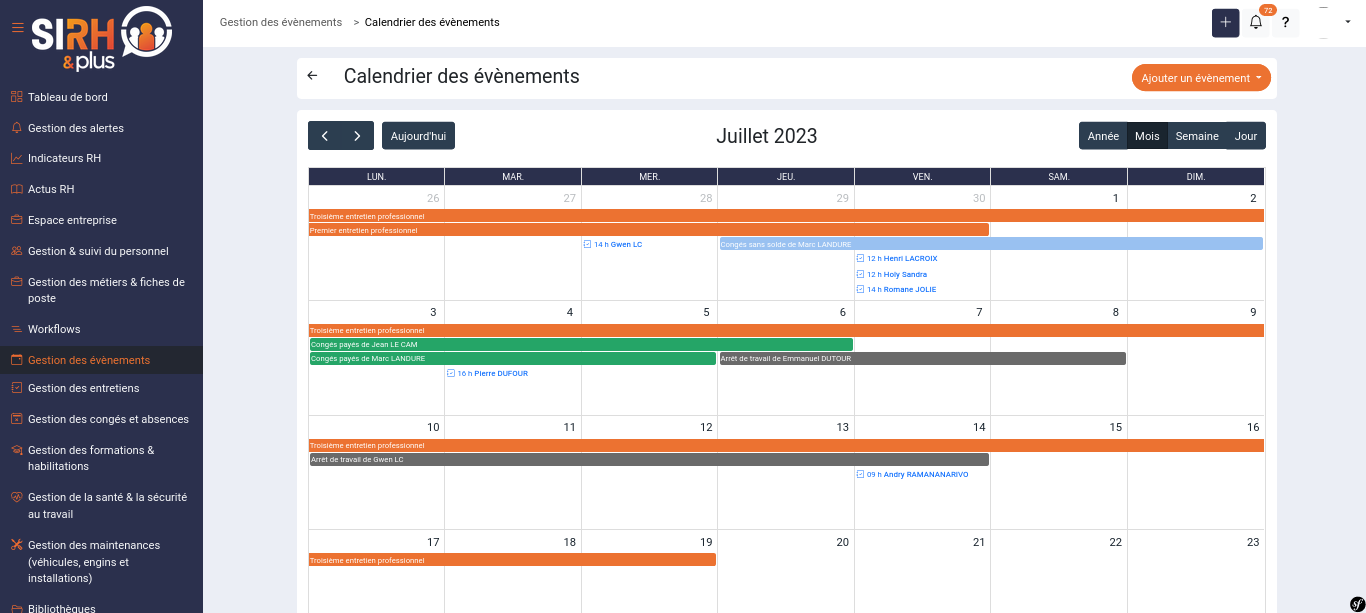 SIRH
&plus
Tableau de bord
Gestion des alertes
Indicateurs RH
Actus RH
Espace entreprise
Gestion & suivi du personnel
Gestion des métiers & fiches de
poste
Workflows
Gestion des évènements
Gestion des entretiens
Gestion des congés et absences
Gestion des formations &
habilitations
Gestion de la santé & la sécurité
au travail
Gestion des maintenances
(véhicules, engins et
installations)
Bibliothèques
Gestion des évènements > Calendrier des évènements
+ 72 ?
Calendrier des évènements
Ajouter un évènement
Aujourd'hui
Juillet 2023
Année Mois Semaine Jour
LUN. MAR. MER. JEU. VEN. SAM. DIM.
26 27 28 29 30 1 2
Troisième entretien professionnel
Premier entretien professionnel
14 h Gwen LC
Congés sans solde de Marc LANDURE
12 h Henri LACROIX
12 h Holy Sandra
14 h Romane JOLIE
3 4 5 6 7 8 9
Troisième entretien professionnel
Congés payés de Jean LE CAM
Congés payés de Marc LANDURE
Arrêt de travail de Emmanuel DUTOUR
16 h Pierre DUFOUR
10 11 12 13 14 15 16
Troisième entretien professionnel
Arrêt de travail de Gwen LC
09 h Andry RAMANANARIVO
17 18 19 20 21 22 23
Troisième entretien professionnel
sf